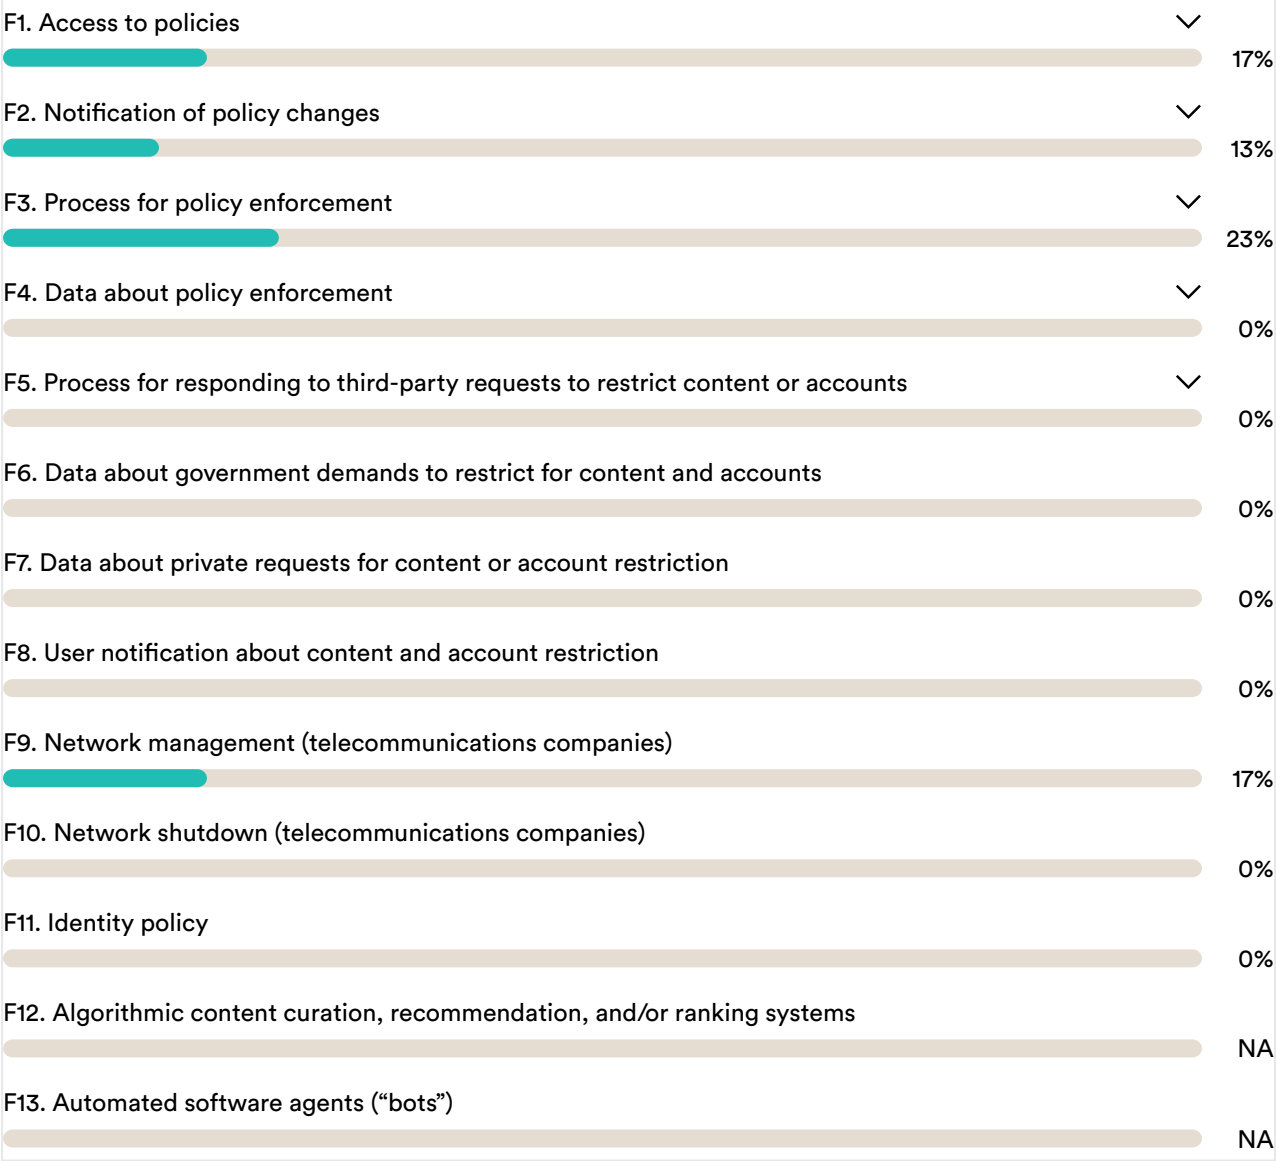 F1. Access to policies
17%
F2. Notification of policy changes
13%
F3. Process for policy enforcement
23%
F4. Data about policy enforcement
0%
F5. Process for responding to third-party requests to restrict content or accounts
0%
F6. Data about government demands to restrict for content and accounts
0%
F7. Data about private requests for content or account restriction
0%
F8. User notification about content and account restriction
0%
F9. Network management (telecommunications companies)
17%
F10. Network shutdown (telecommunications companies)
0%
F11. Identity policy
0%
F12. Algorithmic content curation, recommendation, and/or ranking systems
NA
F13. Automated software agents (“bots”)
NA